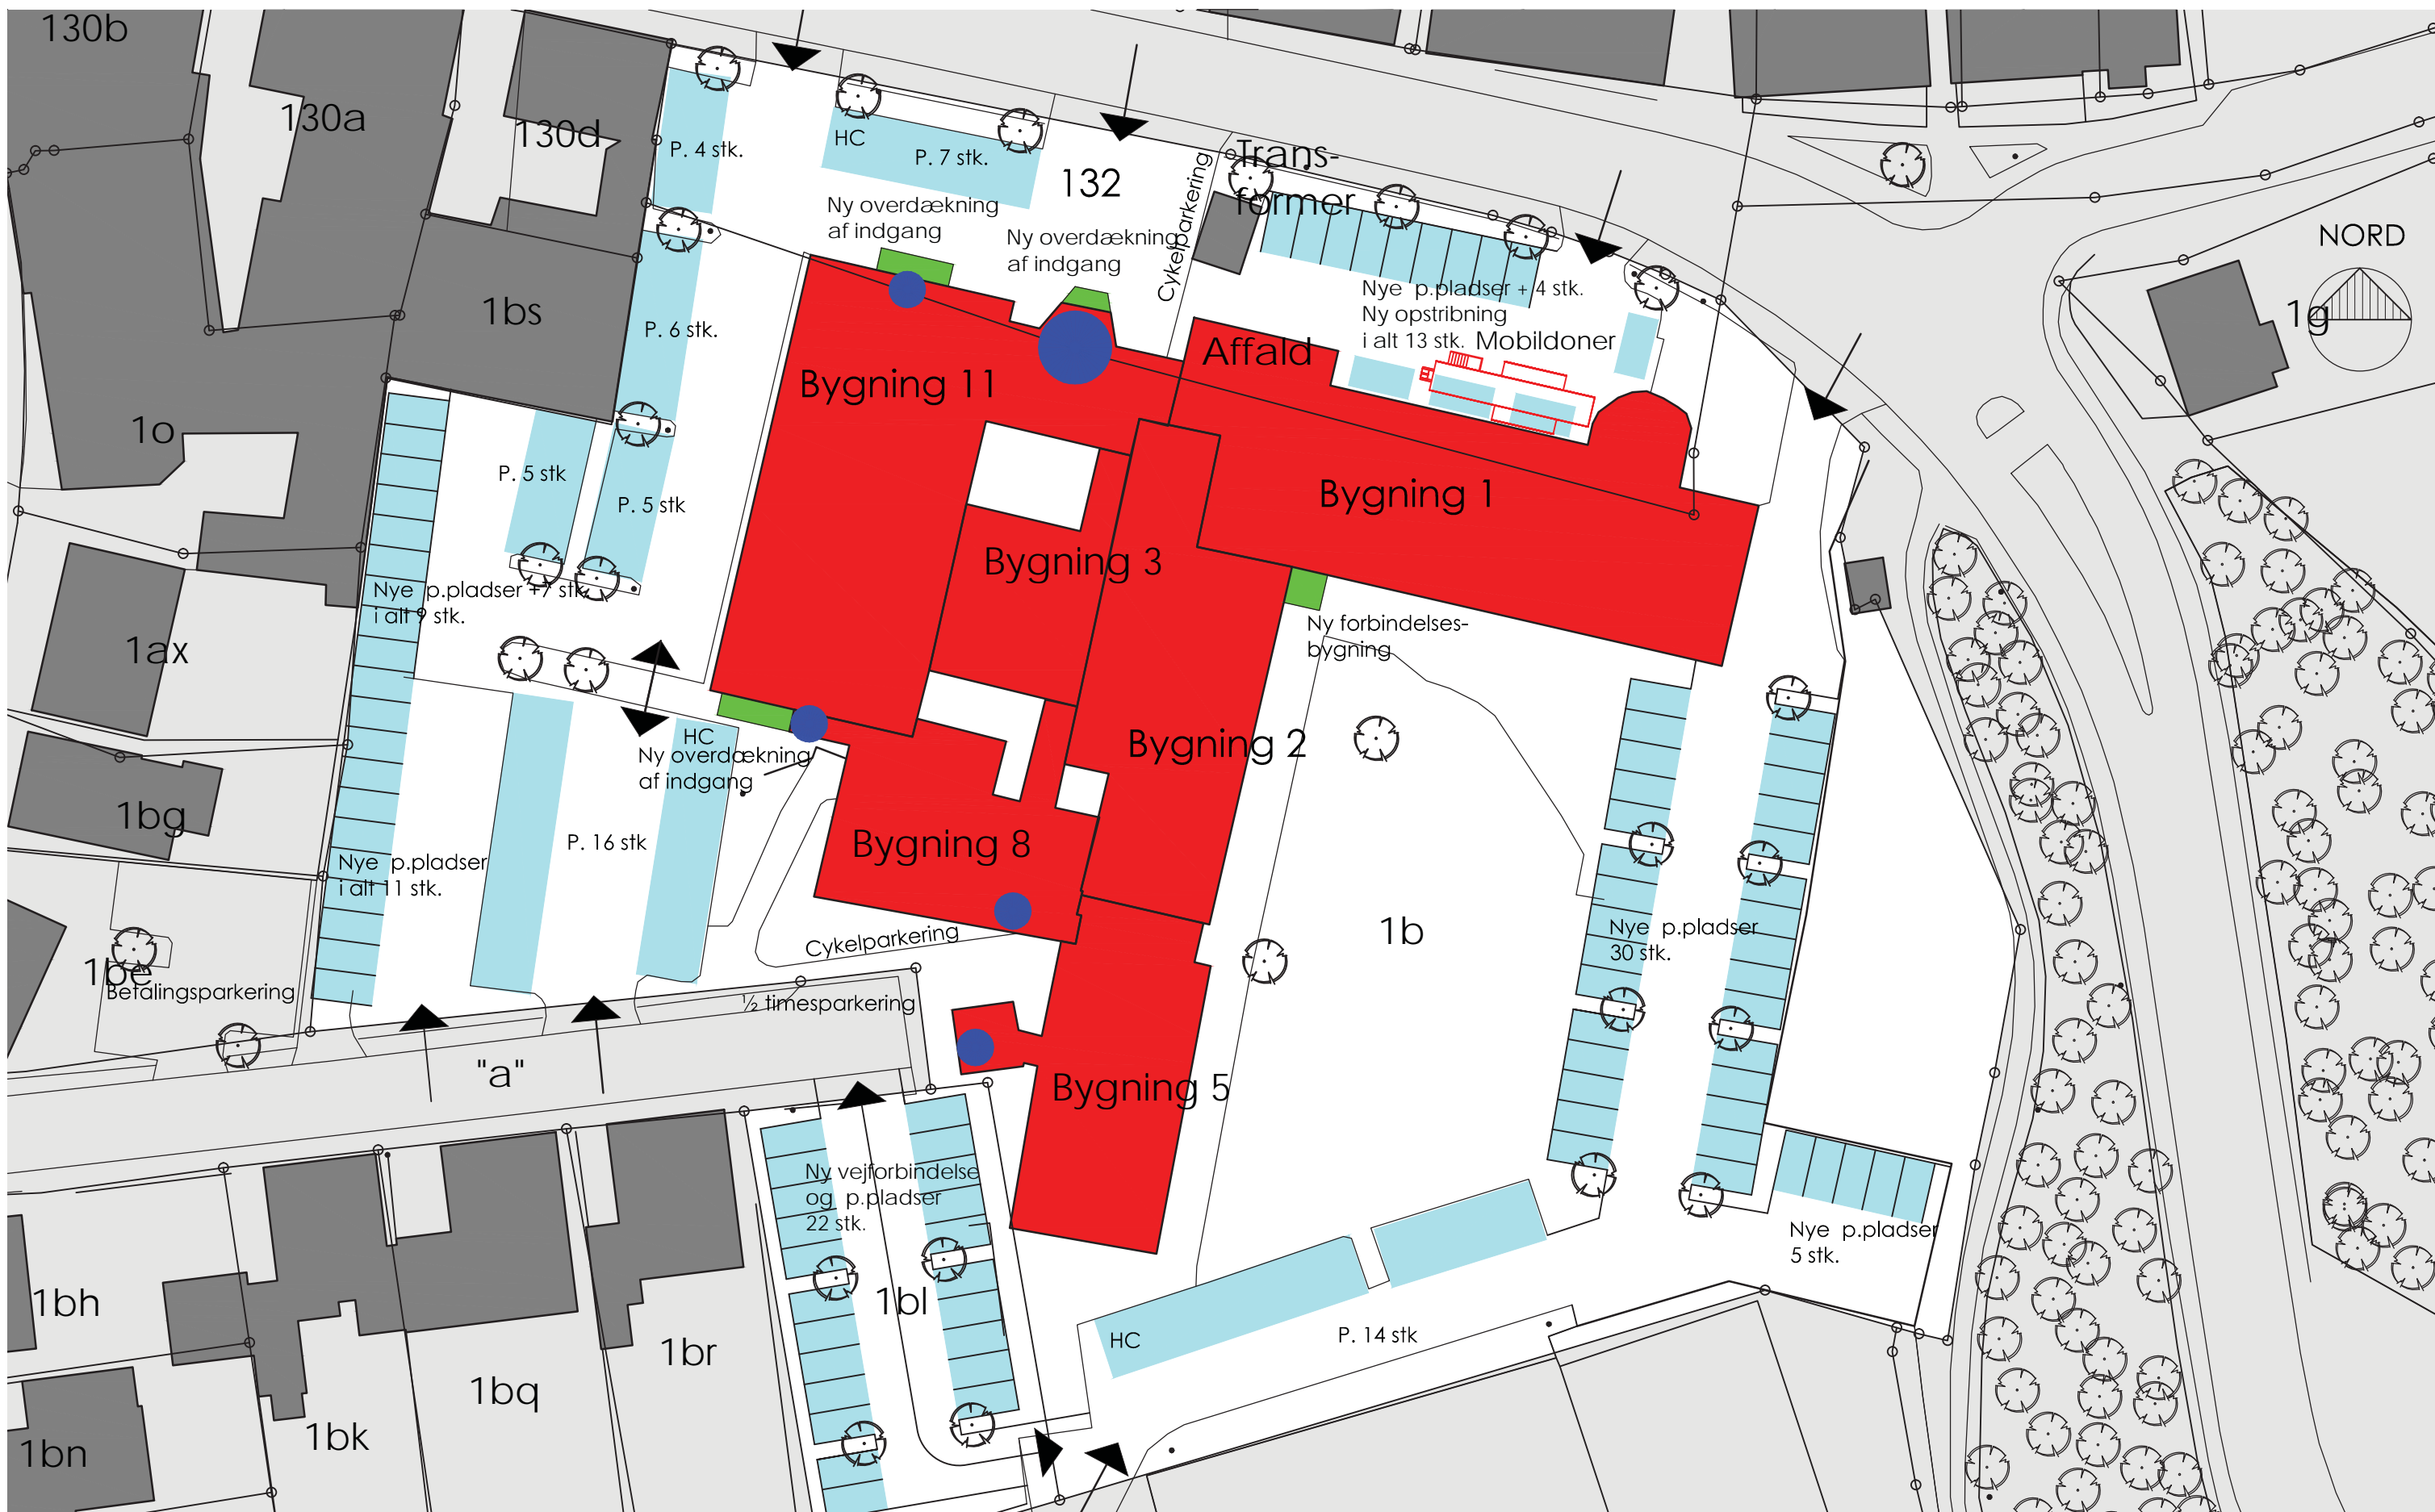 130b
130a
130d
P. 4 stk.
HC
P. 7 stk.
132
Cykelparkering
Trans-
former
NORD
1g
Ny overdækning
af indgang
Ny overdækning
af indgang
1bs
P. 6 stk.
Nye p.pladser + 4 stk.
Ny opstribning
i alt 13 stk.
Mobildoner
Affald
Bygning 11
1o
P. 5 stk
P. 5 stk
Bygning 1
Bygning 3
Nye p.pladser +7 stk.
i alt 9 stk.
Ny forbindelses-
bygning
1ax
HC
Ny overdækning
af indgang
Bygning 2
1bg
P. 16 stk
Bygning 8
Nye p.pladser
i alt 11 stk.
1b
Nye p.pladser
30 stk.
Cykelparkering
1be
Betalingsparkering
½ timesparkering
"a"
Bygning 5
Ny vejforbindelse
og p.pladser
22 stk.
Nye p.pladser
5 stk.
1bh
1bl
HC
P. 14 stk
1br
1bq
1bk
1bn